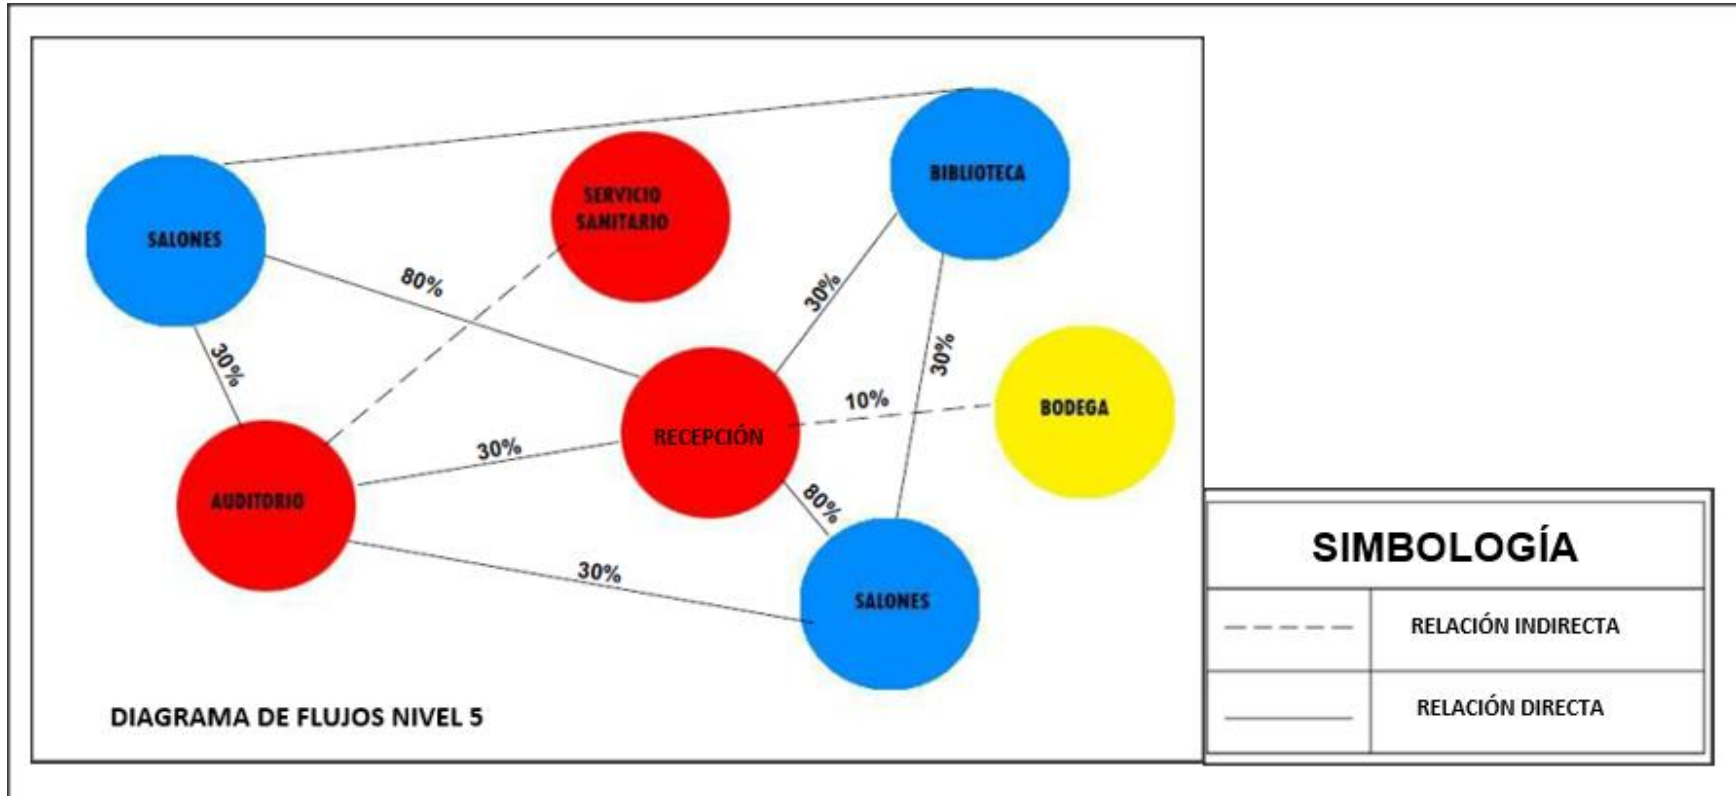 BIBLIOTECA
SERVICIO
SANITARIO
SALONES
80%
30%
30%
30%
10%
BODEGA
RECEPCIÓN
30%
80%
AUDITORIO
30%
SALONES
DIAGRAMA DE FLUJOS NIVEL 5
SIMBOLOGÍA
RELACIÓN INDIRECTA
RELACIÓN DIRECTA